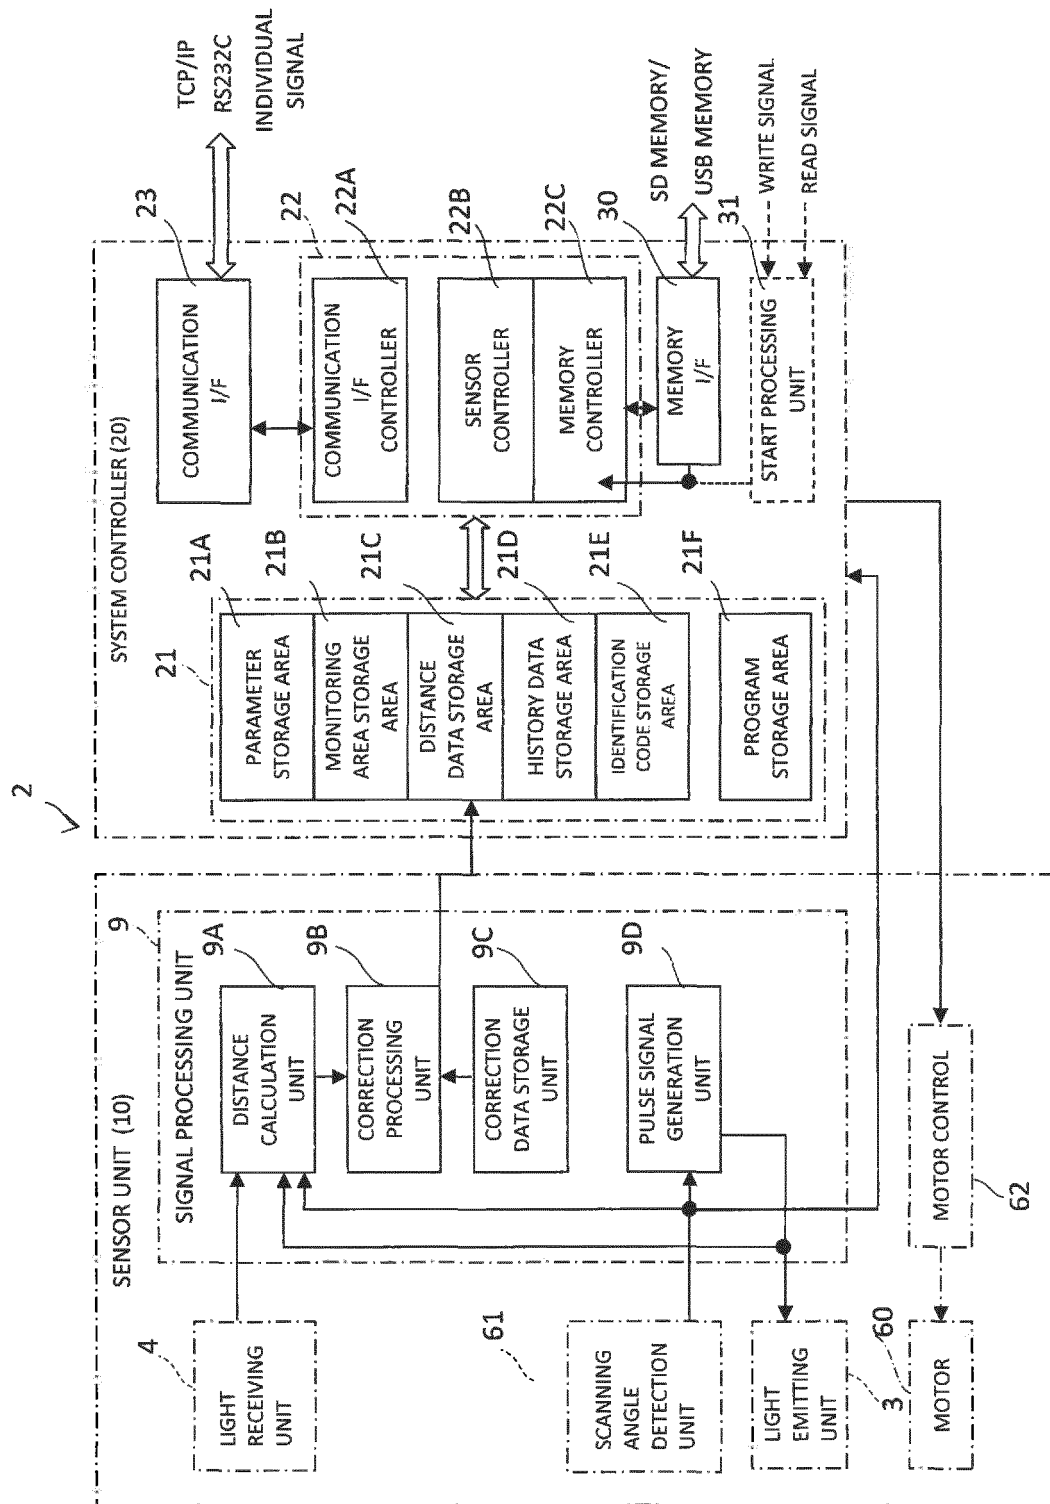 2
SENSOR UNIT (10)
SIGNAL PROCESSING UNIT
9
LIGHT
RECEIVING
UNIT
4
DISTANCE
CALCULATION
UNIT
9A
CORRECTION
PROCESSING
UNIT
9B
CORRECTION
DATA STORAGE
UNIT
9C
PULSE SIGNAL
GENERATION
UNIT
9D
61
SCANNING
ANGLE
DETECTION
UNIT
LIGHT
EMITTING
UNIT
3
60
MOTOR
MOTOR CONTROL
62
SYSTEM CONTROLLER (20)
21
PARAMETER
STORAGE AREA
21A
MONITORING
AREA STORAGE
AREA
21B
DISTANCE
DATA STORAGE
AREA
21C
HISTORY DATA
STORAGE AREA
21D
IDENTIFICATION
CODE STORAGE
AREA
21E
PROGRAM
STORAGE AREA
21F
COMMUNICATION
I/F
23
TCP/IP
RS232C
INDIVIDUAL
SIGNAL
22
COMMUNICATION
I/F
CONTROLLER
22A
SENSOR
CONTROLLER
22B
MEMORY
CONTROLLER
22C
MEMORY
I/F
30
SD MEMORY/
USB MEMORY
START PROCESSING
UNIT
31
WRITE SIGNAL
READ SIGNAL